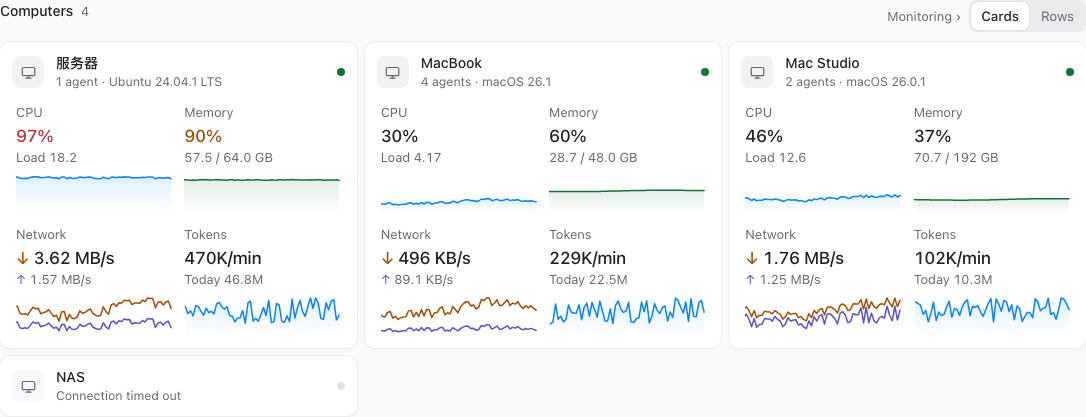 Computers 4
Monitoring ›
Cards
Rows
服务器
1 agent · Ubuntu 24.04.1 LTS
CPU
97%
Load 18.2
Memory
90%
57.5 / 64.0 GB
Network
↓ 3.62 MB/s
↑ 1.57 MB/s
Tokens
470K/min
Today 46.8M
MacBook
4 agents · macOS 26.1
CPU
30%
Load 4.17
Memory
60%
28.7 / 48.0 GB
Network
↓ 496 KB/s
↑ 89.1 KB/s
Tokens
229K/min
Today 22.5M
Mac Studio
2 agents · macOS 26.0.1
CPU
46%
Load 12.6
Memory
37%
70.7 / 192 GB
Network
↓ 1.76 MB/s
↑ 1.25 MB/s
Tokens
102K/min
Today 10.3M
NAS
Connection timed out